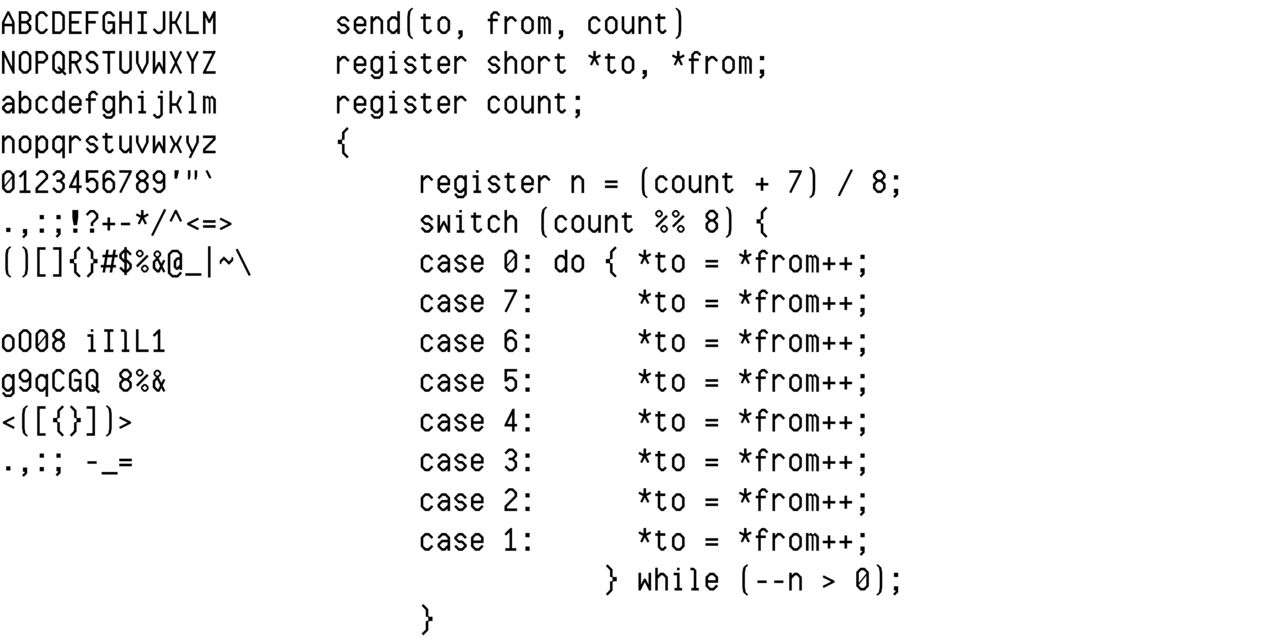 ABCDEFGHIJKLM
NOPQRSTUVWXYZ
abcdefghijklm
nopqrstuvwxyz
0123456789'"`
.,:;!?+-*/^<=>
()[]{}#$%&@_|~\
oO08 iIlL1
g9qCGQ 8%&
<([{}])>
.,:; -_=
send(to, from, count)
register short *to, *from;
register count;
{
    register n = (count + 7) / 8;
    switch (count %% 8) {
    case 0: do { *to = *from++;
    case 7:      *to = *from++;
    case 6:      *to = *from++;
    case 5:      *to = *from++;
    case 4:      *to = *from++;
    case 3:      *to = *from++;
    case 2:      *to = *from++;
    case 1:      *to = *from++;
               } while (--n > 0);
    }